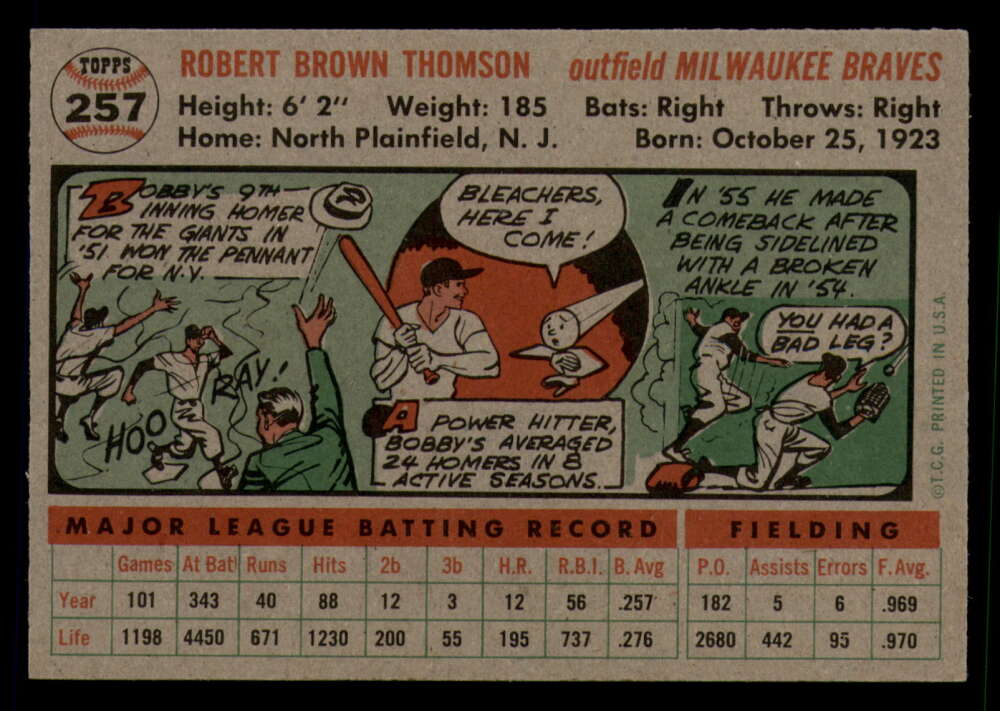 TOPPS
257
ROBERT BROWN THOMSON outfield MILWAUKEE BRAVES
Height: 6' 2" Weight: 185 Bats: Right Throws: Right
Home: North Plainfield, N. J. Born: October 25, 1923
BOBBY'S 9TH
INNING HOMER
FOR THE GIANTS IN
'51 WON THE PENNANT
FOR N.Y.
HOO
RAY!
BLEACHERS,
HERE I
COME!
A POWER HITTER,
BOBBY'S AVERAGED
24 HOMERS IN 8
ACTIVE SEASONS.
IN '55 HE MADE
A COMEBACK AFTER
BEING SIDELINED
WITH A BROKEN
ANKLE IN '54.
YOU HAD A
BAD LEG?
©T.C.G. PRINTED IN U.S.A.
MAJOR LEAGUE BATTING RECORD FIELDING
Games At Bat Runs Hits 2b 3b H.R. R.B.I. B. Avg P.O. Assists Errors F. Avg.
Year 101 343 40 88 12 3 12 56 .257 182 5 6 .969
Life 1198 4450 671 1230 200 55 195 737 .276 2680 442 95 .970